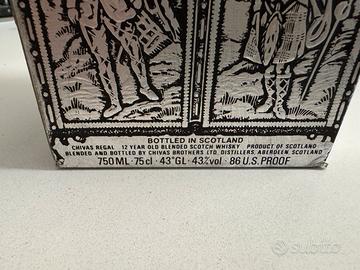 BOTTLED IN SCOTLAND
CHIVAS REGAL 12 YEAR OLD BLENDED SCOTCH WHISKY PRODUCT OF SCOTLAND
BLENDED AND BOTTLED BY CHIVAS BROTHERS LTD, DISTILLERS, ABERDEEN, SCOTLAND
750 ML · 75 cl · 43° GL · 43% vol · 86 U.S. PROOF
subito